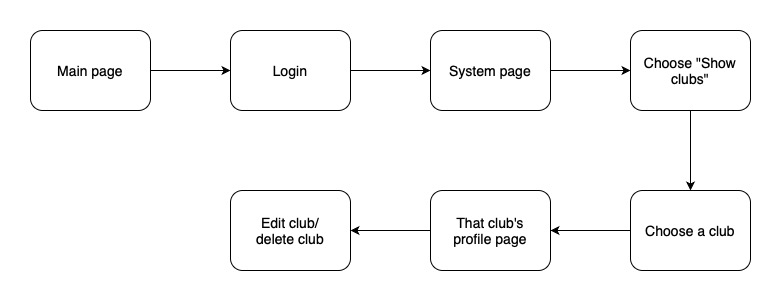 Main page
Login
System page
Choose "Show
clubs"
Choose a club
That club's
profile page
Edit club/
delete club